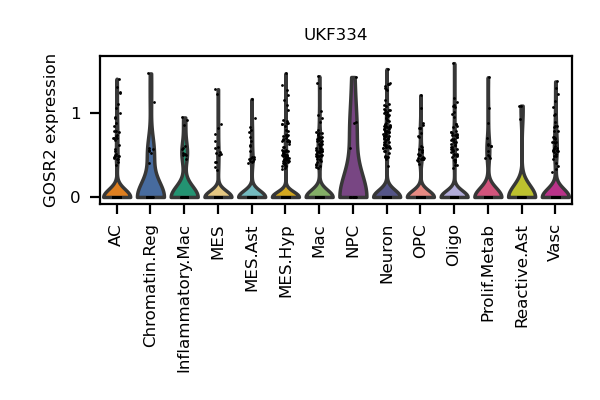 UKF334
GOSR2 expression
1
0
AC
Chromatin.Reg
Inflammatory.Mac
MES
MES.Ast
MES.Hyp
Mac
NPC
Neuron
OPC
Oligo
Prolif.Metab
Reactive.Ast
Vasc